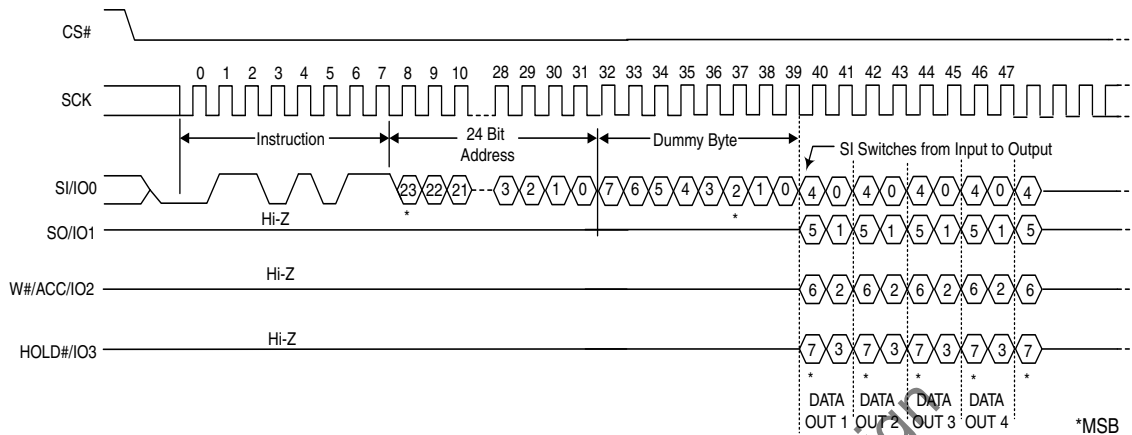 CS#
0 1 2 3 4 5 6 7 8 9 10 28 29 30 31 32 33 34 35 36 37 38 39 40 41 42 43 44 45 46 47
SCK
Instruction
24 Bit
Address
Dummy Byte
SI Switches from Input to Output
SI/IO0
23 22 21 3 2 1 0 7 6 5 4 3 2 1 0 4 0 4 0 4 0 4 0 4
* *
Hi-Z
SO/IO1
5 1 5 1 5 1 5 1 5
Hi-Z
W#/ACC/IO2
6 2 6 2 6 2 6 2 6
Hi-Z
HOLD#/IO3
7 3 7 3 7 3 7 3 7
* * * * *
DATA DATA DATA DATA
OUT 1 OUT 2 OUT 3 OUT 4
*MSB